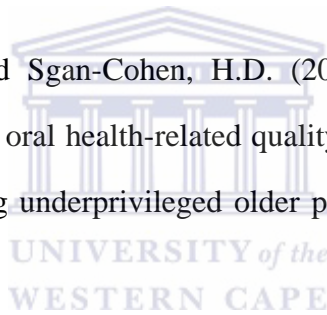 d Sgan-Cohen, H.D. (20
oral health-related quality
g underprivileged older p
UNIVERSITY of the
WESTERN CAPE